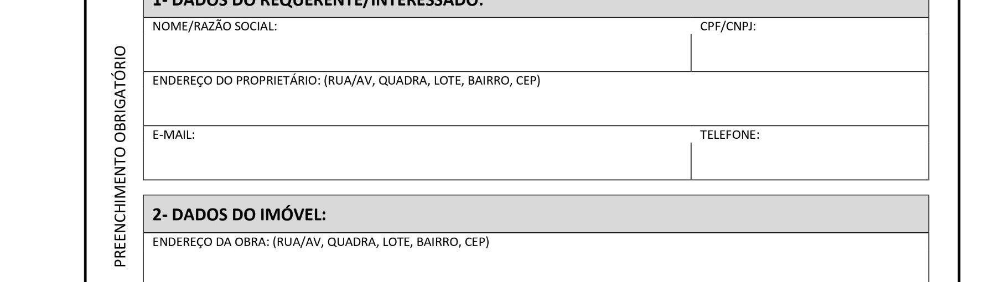 1- DADOS DO REQUERENTE/INTERESSADO:
NOME/RAZÃO SOCIAL:
CPF/CNPJ:
ENDEREÇO DO PROPRIETÁRIO: (RUA/AV, QUADRA, LOTE, BAIRRO, CEP)
E-MAIL:
TELEFONE:
PREENCHIMENTO OBRIGATÓRIO
2- DADOS DO IMÓVEL:
ENDEREÇO DA OBRA: (RUA/AV, QUADRA, LOTE, BAIRRO, CEP)